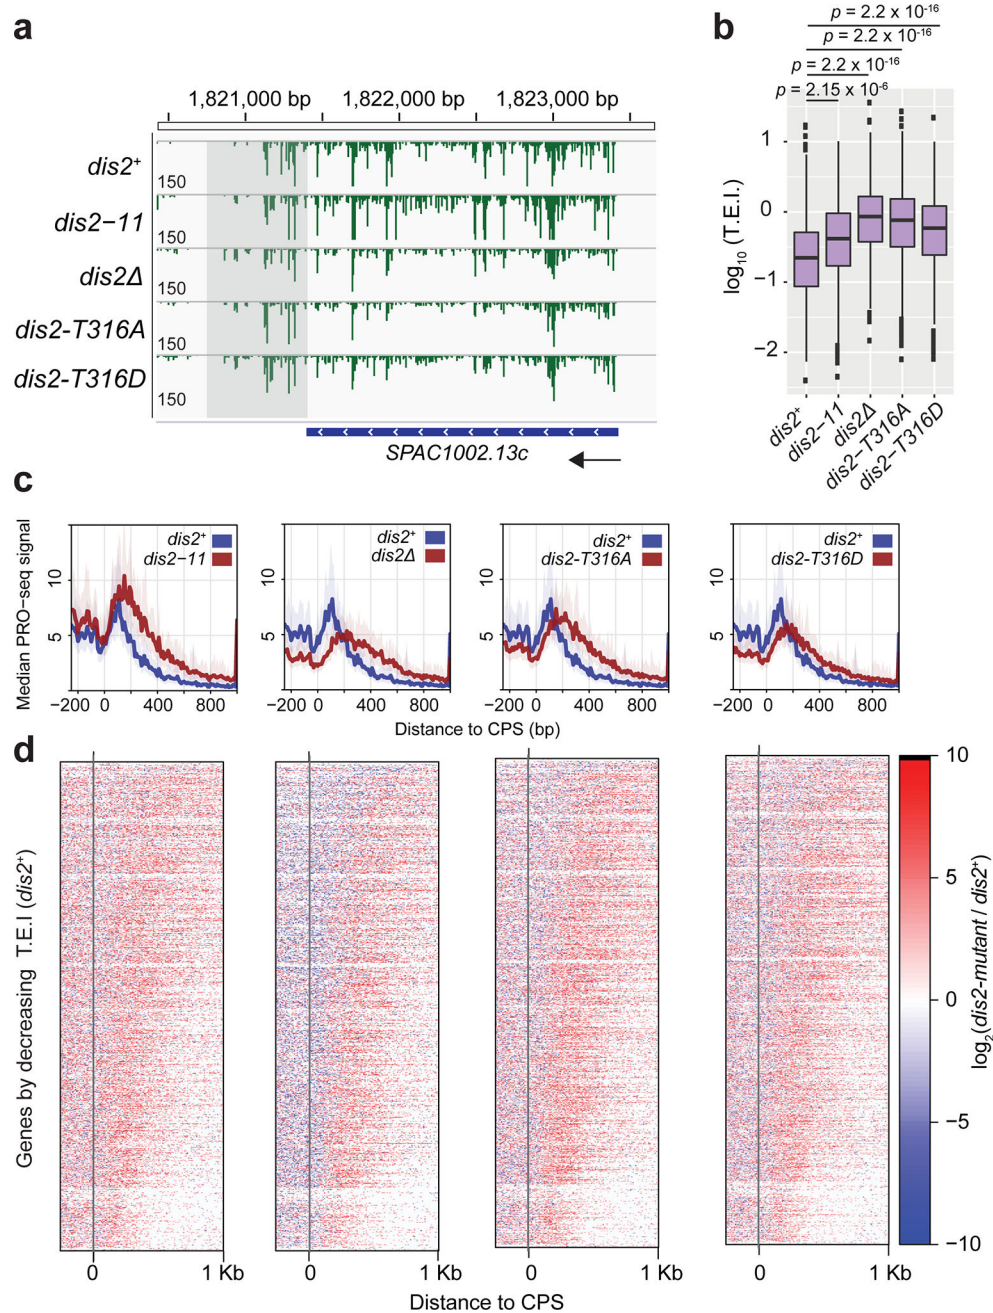 a
1,821,000 bp 1,822,000 bp 1,823,000 bp
dis2+
150
dis2−11
150
dis2Δ
150
dis2-T316A
150
dis2-T316D
150
SPAC1002.13c
b
p = 2.2 x 10-16
p = 2.2 x 10-16
p = 2.2 x 10-16
p = 2.15 x 10-6
log10 (T.E.I.)
1
0
−1
−2
dis2+ dis2−11 dis2Δ dis2−T316A dis2−T316D
c
Median PRO−seq signal
10
5
dis2+
dis2−11
−200 0 400 800
10
5
dis2+
dis2Δ
−200 0 400 800
10
5
dis2+
dis2-T316A
−200 0 400 800
10
5
dis2+
dis2-T316D
−200 0 400 800
Distance to CPS (bp)
d
Genes by decreasing T.E.I (dis2+)
0 1 Kb
0 1 Kb
0 1 Kb
0 1 Kb
Distance to CPS
10
5
0
−5
−10
log2(dis2-mutant / dis2+)